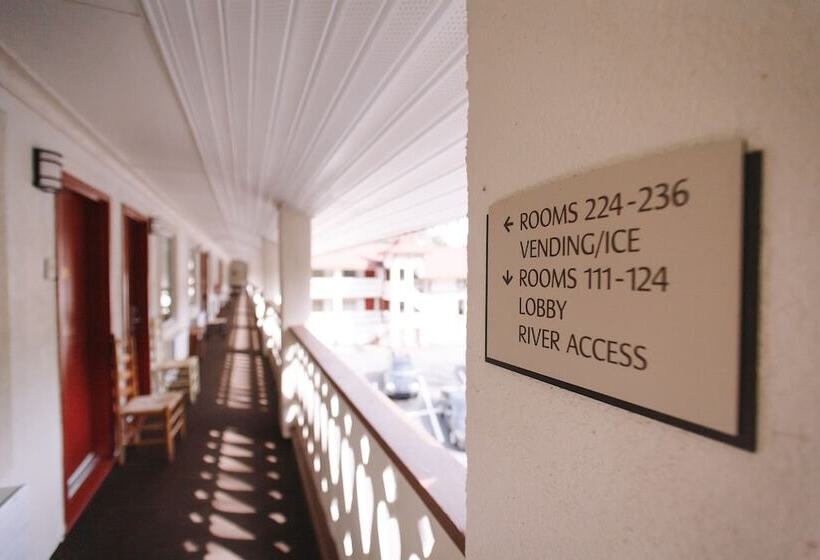 ← ROOMS 224-236
VENDING/ICE
↓ ROOMS 111-124
LOBBY
RIVER ACCESS